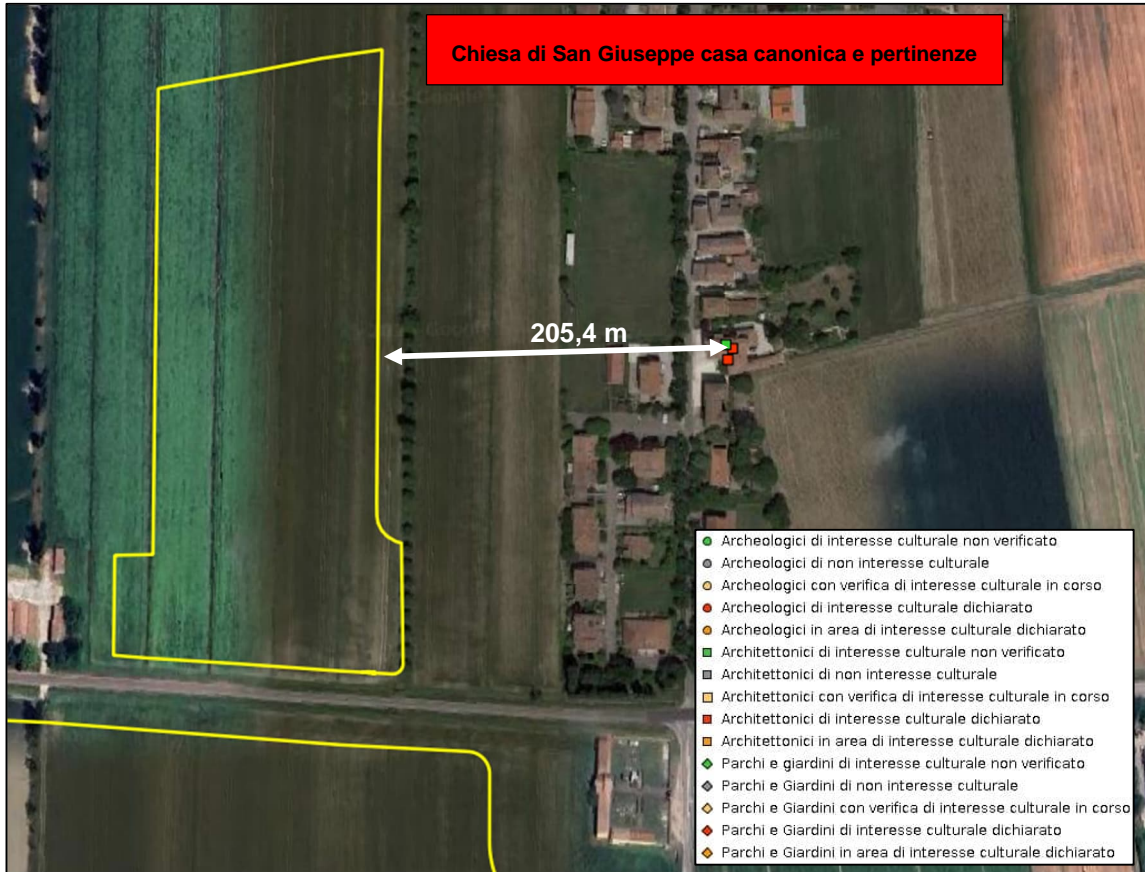 Chiesa di San Giuseppe casa canonica e pertinenze
205,4 m
Archeologici di interesse culturale non verificato
Archeologici di non interesse culturale
Archeologici con verifica di interesse culturale in corso
Archeologici di interesse culturale dichiarato
Archeologici in area di interesse culturale dichiarato
Architettonici di interesse culturale non verificato
Architettonici di non interesse culturale
Architettonici con verifica di interesse culturale in corso
Architettonici di interesse culturale dichiarato
Architettonici in area di interesse culturale dichiarato
Parchi e giardini di interesse culturale non verificato
Parchi e Giardini di non interesse culturale
Parchi e Giardini con verifica di interesse culturale in corso
Parchi e Giardini di interesse culturale dichiarato
Parchi e Giardini in area di interesse culturale dichiarato